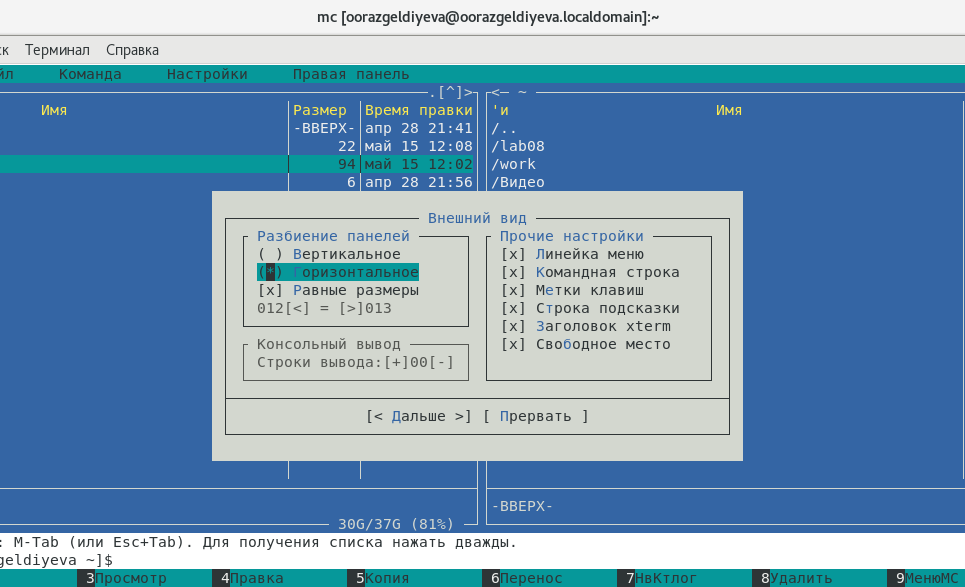 mc [oorazgeldiyeva@oorazgeldiyeva.localdomain]:~
к Терминал Справка
йл Команда Настройки Правая панель
.[^]> <— ~
Имя Размер Время правки 'и Имя
-ВВЕРХ- апр 28 21:41 /..
22 май 15 12:08 /lab08
94 май 15 12:02 /work
6 апр 28 21:56 /Видео
Внешний вид
Разбиение панелей Прочие настройки
( ) Вертикальное [x] Линейка меню
(*) Горизонтальное [x] Командная строка
[x] Равные размеры [x] Метки клавиш
012[<] = [>]013 [x] Строка подсказки
[x] Заголовок xterm
Консольный вывод [x] Свободное место
Строки вывода:[+]00[-]
[< Дальше >] [ Прервать ]
-ВВЕРХ-
30G/37G (81%)
: M-Tab (или Esc+Tab). Для получения списка нажать дважды.
geldiyeva ~]$
3Просмотр 4Правка 5Копия 6Перенос 7НвКтлог 8Удалить 9МенюМС